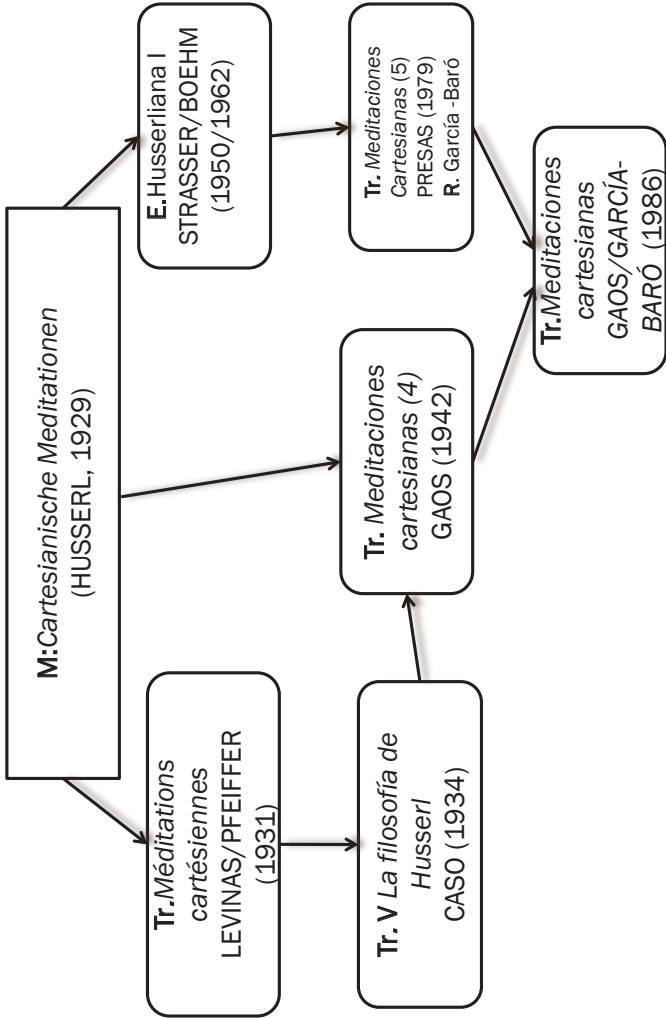 M:Cartesianische Meditationen
(HUSSERL, 1929)
Tr.Méditations
cartésiennes
LEVINAS/PFEIFFER
(1931)
E.Husserliana I
STRASSER/BOEHM
(1950/1962)
Tr. V La filosofía de
Husserl
CASO (1934)
Tr. Meditaciones
cartesianas (4)
GAOS (1942)
Tr. Meditaciones
Cartesianas (5)
PRESAS (1979)
R. García -Baró
Tr.Meditaciones
cartesianas
GAOS/GARCÍA-
BARÓ (1986)